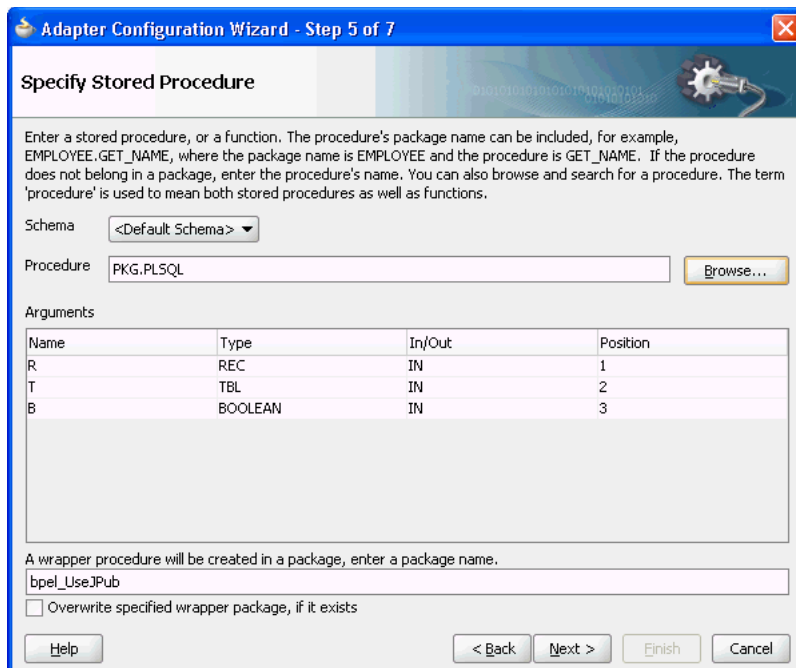 Adapter Configuration Wizard - Step 5 of 7
Specify Stored Procedure
Enter a stored procedure, or a function. The procedure's package name can be included, for example,
EMPLOYEE.GET_NAME, where the package name is EMPLOYEE and the procedure is GET_NAME. If the procedure
does not belong in a package, enter the procedure's name. You can also browse and search for a procedure. The term
'procedure' is used to mean both stored procedures as well as functions.
Schema <Default Schema>
Procedure PKG.PLSQL Browse...
Arguments
Name Type In/Out Position
R REC IN 1
T TBL IN 2
B BOOLEAN IN 3
A wrapper procedure will be created in a package, enter a package name.
bpel_UseJPub
Overwrite specified wrapper package, if it exists
Help < Back Next > Finish Cancel